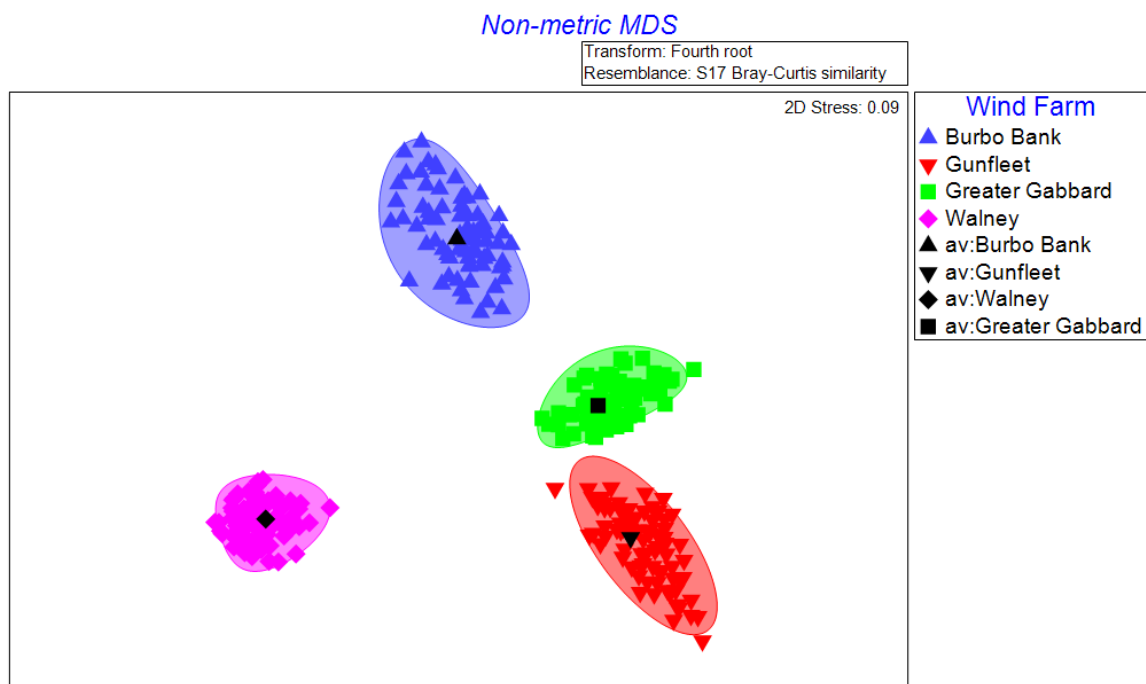 Non-metric MDS
Transform: Fourth root
Resemblance: S17 Bray-Curtis similarity
2D Stress: 0.09
Wind Farm
Burbo Bank
Gunfleet
Greater Gabbard
Walney
av:Burbo Bank
av:Gunfleet
av:Walney
av:Greater Gabbard